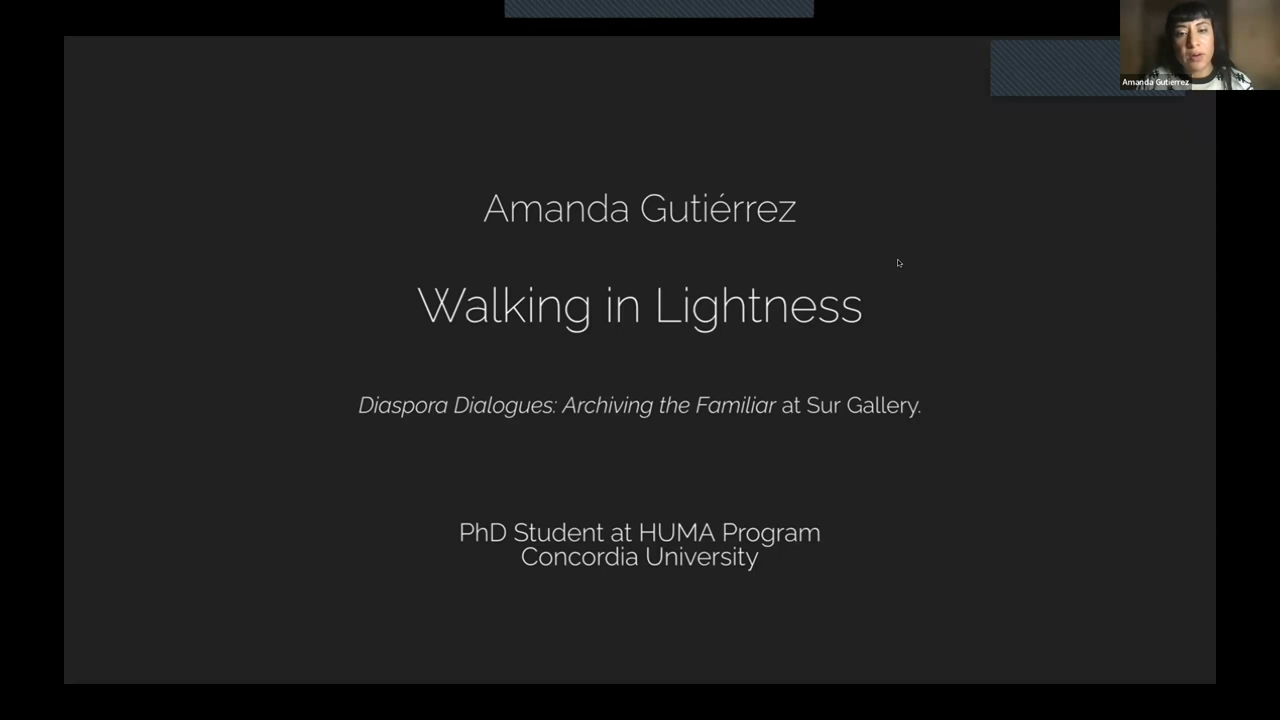 Amanda Gutierrez
Amanda Gutiérrez
Walking in Lightness
Diaspora Dialogues: Archiving the Familiar at Sur Gallery.
PhD Student at HUMA Program
Concordia University